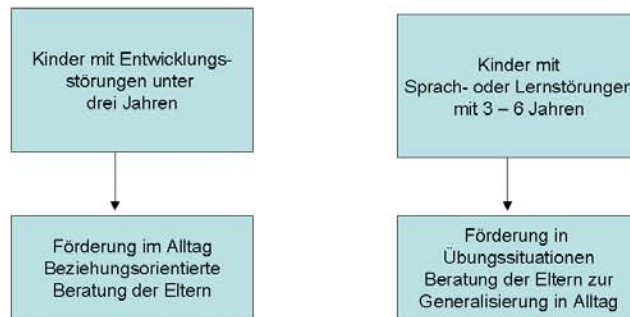 Kinder mit Entwicklungs-
störungen unter
drei Jahren
Kinder mit
Sprach- oder Lernstörungen
mit 3 – 6 Jahren
Förderung im Alltag
Beziehungsorientierte
Beratung der Eltern
Förderung in
Übungssituationen
Beratung der Eltern zur
Generalisierung in Alltag